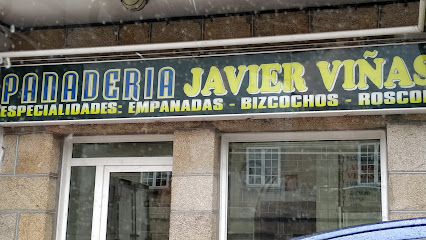 PANADERIA JAVIER VIÑAS
ESPECIALIDADES: EMPANADAS - BIZCOCHOS - ROSCO